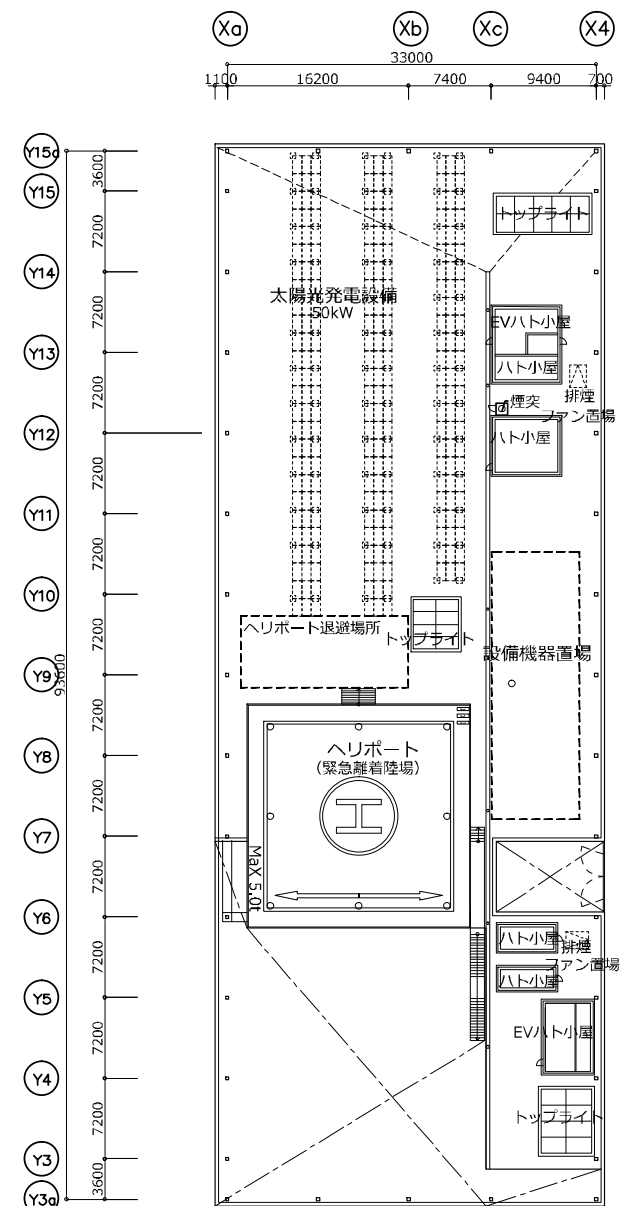 Xa Xb Xc X4
33000
1100 16200 7400 9400 700
Y15a
3600
Y15
7200
トップライト
Y14
太陽光発電設備
50kW
7200
EVハト小屋
Y13
ハト小屋
7200
排煙
煙突
ファン置場
Y12
ハト小屋
7200
Y11
7200
Y10
ヘリポート退避場所
トップライト
7200
設備機器置場
Y9
93600
7200
ヘリポート
Y8
(緊急離着陸場)
7200
Y7
MaX 5.0t
7200
Y6
ハト小屋
排煙
7200
ファン置場
ハト小屋
Y5
EVハト小屋
7200
Y4
トップライト
7200
Y3
3600
Y3a